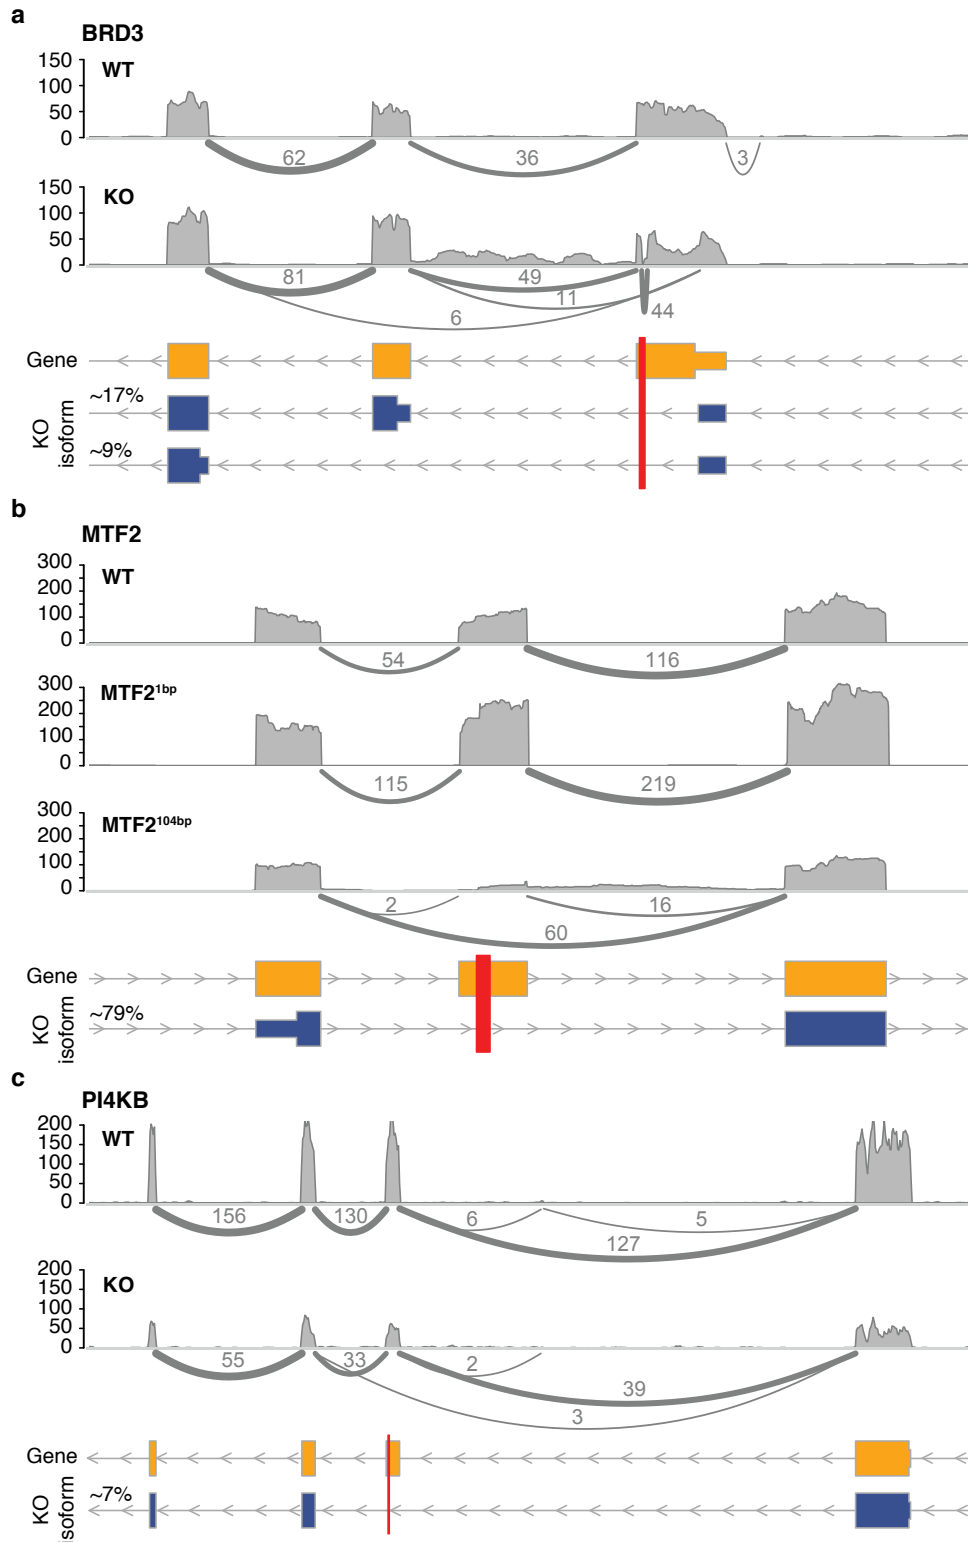 a
BRD3
WT
150
100
50
0
62
36
3
KO
150
100
50
0
81
49
11
6
44
Gene
KO
isoform
~17%
~9%
b
MTF2
WT
300
200
100
0
54
116
MTF2¹ᵇᵖ
300
200
100
0
115
219
MTF2¹⁰⁴ᵇᵖ
300
200
100
0
2
16
60
Gene
KO
isoform
~79%
c
PI4KB
WT
200
150
100
50
0
156
130
6
5
127
KO
200
150
100
50
0
55
33
2
39
3
Gene
KO
isoform
~7%